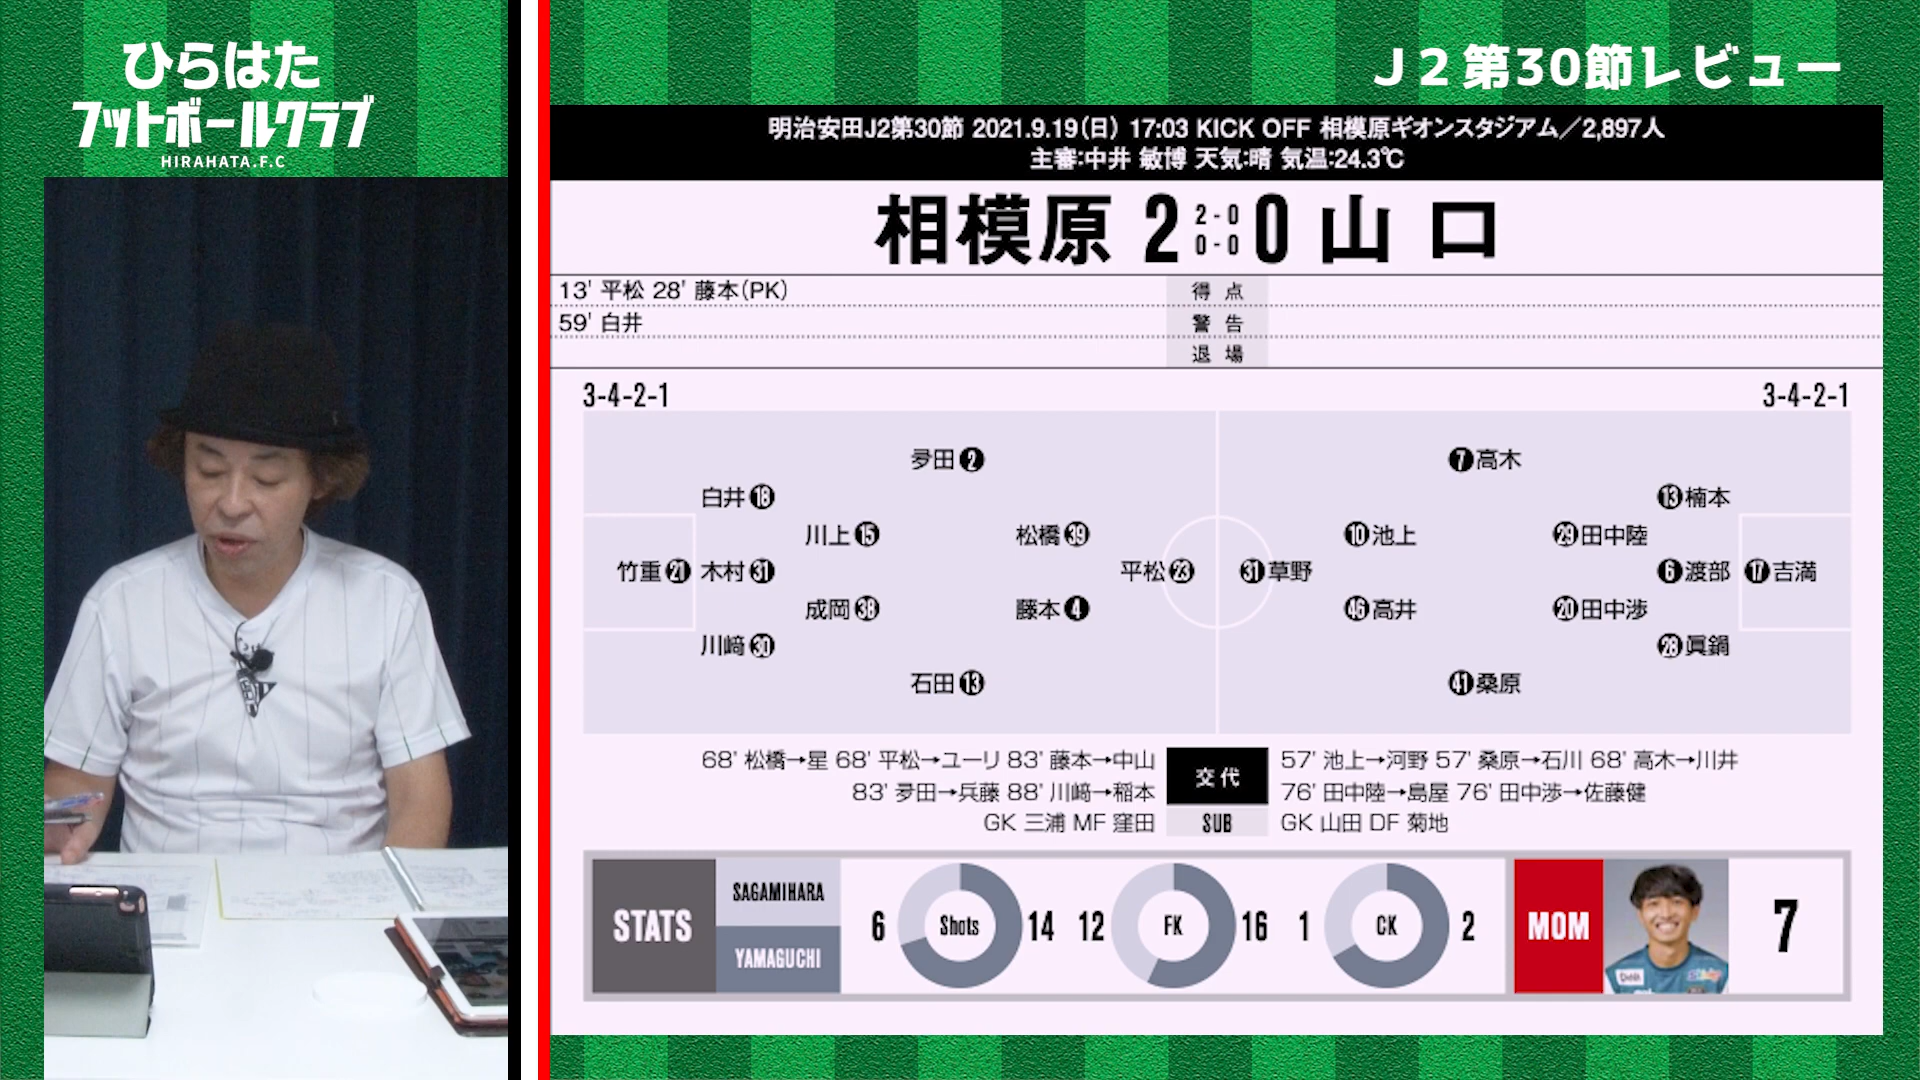 ひらはた
フットボールクラブ
HIRAHATA.F.C
J2第30節レビュー
明治安田J2第30節 2021.9.19(日) 17:03 KICK OFF 相模原ギオンスタジアム／2,897人
主審:中井 敏博 天気:晴 気温:24.3℃
相模原 2 2-0 0 山口
0-0
13' 平松 28' 藤本(PK) 得点
59' 白井 警告
退場
3-4-2-1 3-4-2-1
夛田 2 7 高木
白井 18 13 楠本
川上 15 松橋 39 10 池上 29 田中陸
竹重 21 木村 31 平松 23 31 草野 6 渡部 17 吉満
成岡 38 藤本 4 46 高井 20 田中渉
川﨑 30 28 眞鍋
石田 13 41 桑原
68' 松橋→星 68' 平松→ユーリ 83' 藤本→中山 交代 57' 池上→河野 57' 桑原→石川 68' 高木→川井
83' 夛田→兵藤 88' 川﨑→稲本 76' 田中陸→島屋 76' 田中渉→佐藤健
GK 三浦 MF 窪田 SUB GK 山田 DF 菊地
STATS SAGAMIHARA 6 Shots 14 12 FK 16 1 CK 2 MOM 7
YAMAGUCHI
DeNA